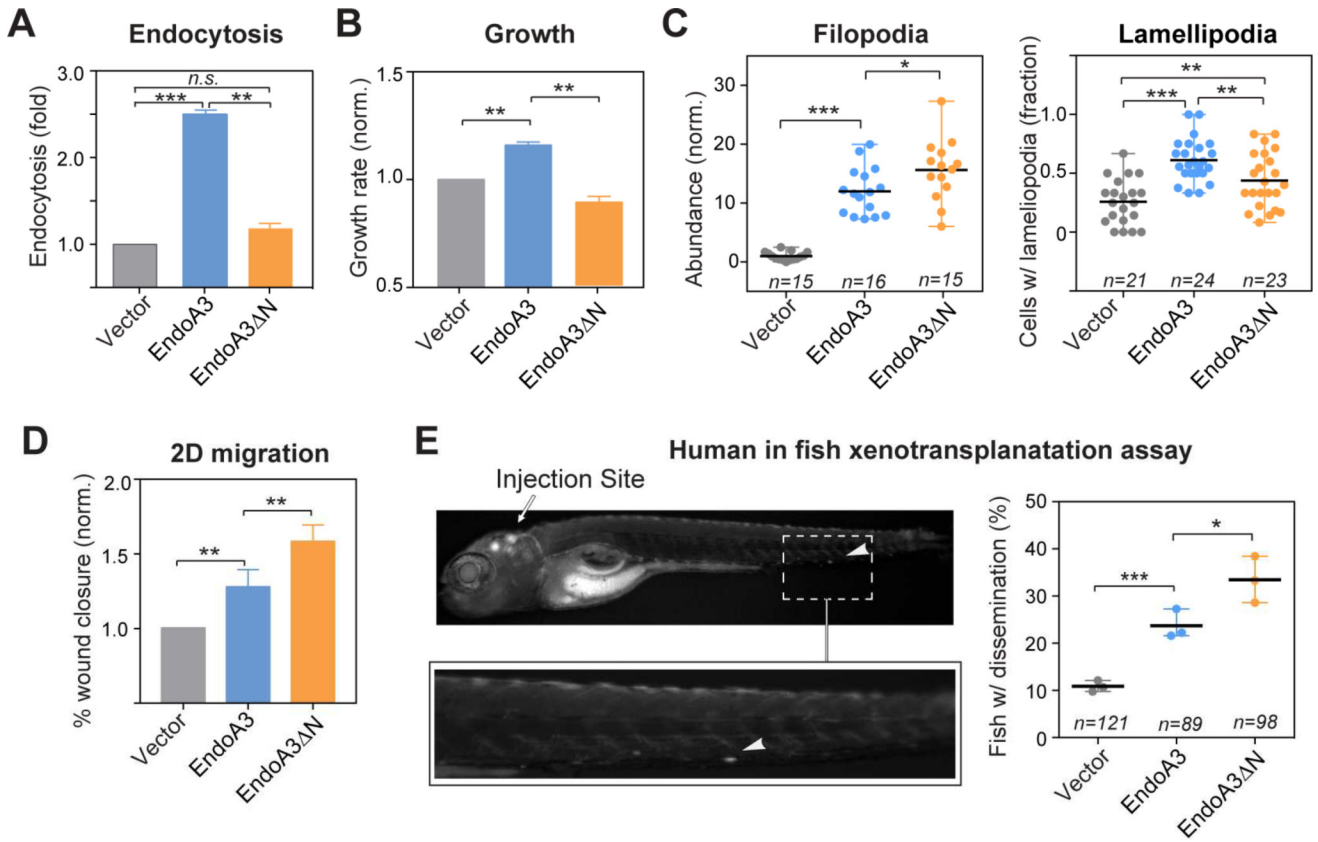 A
Endocytosis
Endocytosis (fold)
3.0
2.0
2.0
1.0
n.s.
***
**
Vector
EndoA3
EndoA3ΔN
B
Growth
Growth rate (norm.)
1.5
1.0
0.5
**
**
Vector
EndoA3
EndoA3ΔN
C
Filopodia
Abundance (norm.)
30
20
10
0
***
*
n=15
n=16
n=15
Vector
EndoA3
EndoA3ΔN
Lamellipodia
Cells w/ lameliopodia (fraction)
1.0
0.5
0
**
***
**
n=21
n=24
n=23
Vector
EndoA3
EndoA3ΔN
D
2D migration
% wound closure (norm.)
2.0
1.5
1.0
**
**
Vector
EndoA3
EndoA3ΔN
E
Human in fish xenotransplanatation assay
Injection Site
Fish w/ dissemination (%)
50
40
30
20
10
0
***
*
n=121
n=89
n=98
Vector
EndoA3
EndoA3ΔN